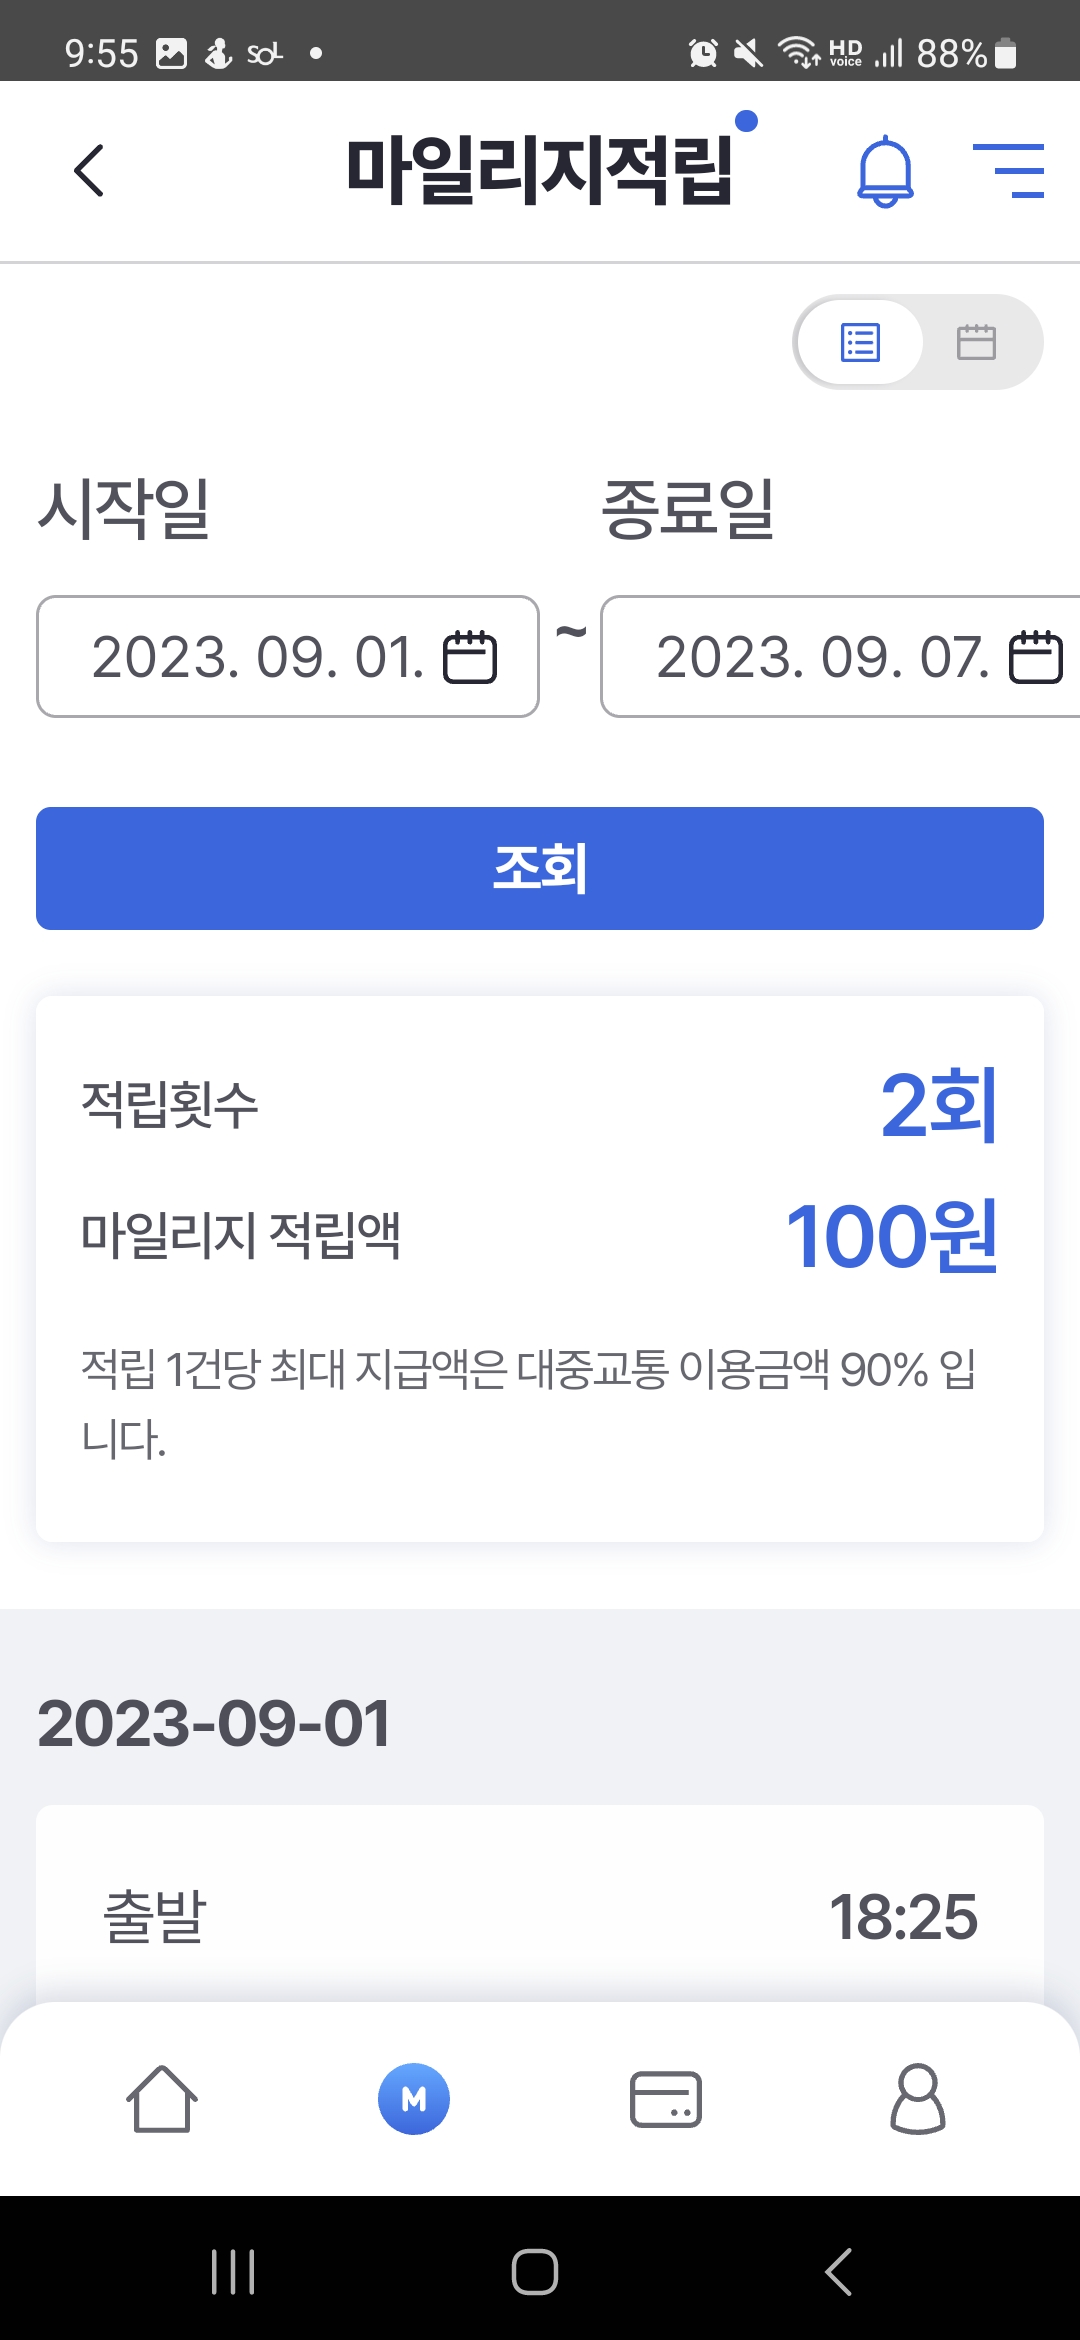 9:55 SOL HD voice 88%
마일리지적립
시작일 종료일
2023. 09. 01. ~ 2023. 09. 07.
조회
적립횟수 2회
마일리지 적립액 100원
적립 1건당 최대 지급액은 대중교통 이용금액 90% 입
니다.
2023-09-01
출발 18:25
M